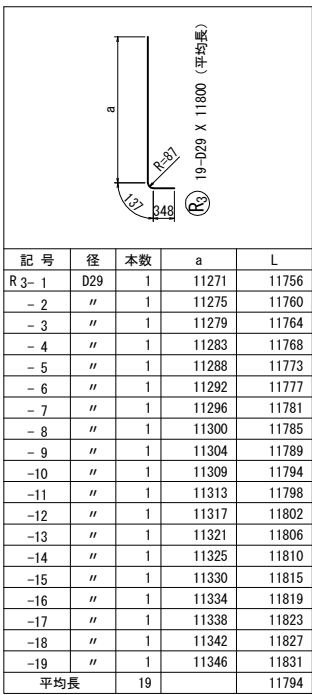 a
R=87
137
348
R3
19-D29 X 11800 (平均長)
記 号 径 本数 a L
R 3- 1 D29 1 11271 11756
- 2 〃 1 11275 11760
- 3 〃 1 11279 11764
- 4 〃 1 11283 11768
- 5 〃 1 11288 11773
- 6 〃 1 11292 11777
- 7 〃 1 11296 11781
- 8 〃 1 11300 11785
- 9 〃 1 11304 11789
-10 〃 1 11309 11794
-11 〃 1 11313 11798
-12 〃 1 11317 11802
-13 〃 1 11321 11806
-14 〃 1 11325 11810
-15 〃 1 11330 11815
-16 〃 1 11334 11819
-17 〃 1 11338 11823
-18 〃 1 11342 11827
-19 〃 1 11346 11831
平均長 19 11794